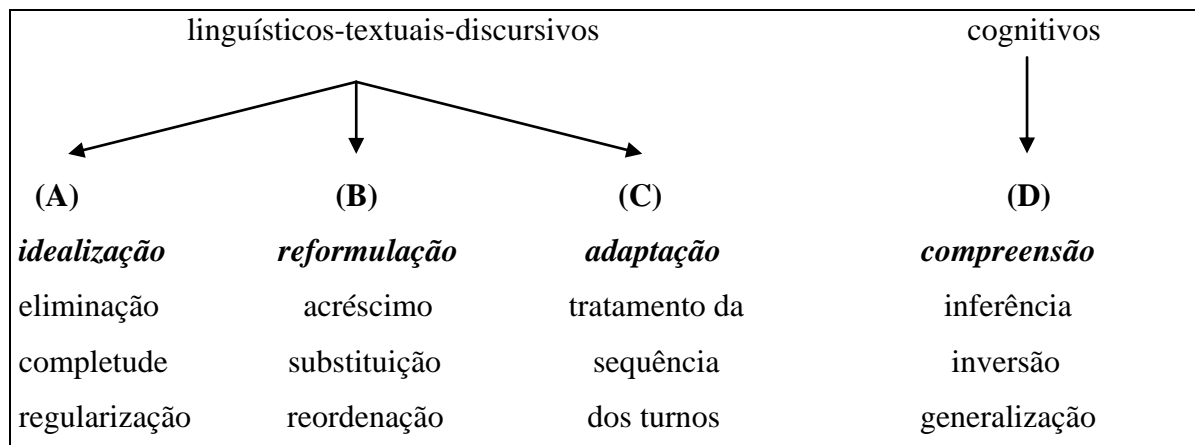 linguísticos-textuais-discursivos cognitivos
(A) (B) (C) (D)
idealização reformulação adaptação compreensão
eliminação acréscimo tratamento da inferência
completude substituição sequência inversão
regularização reordenação dos turnos generalização